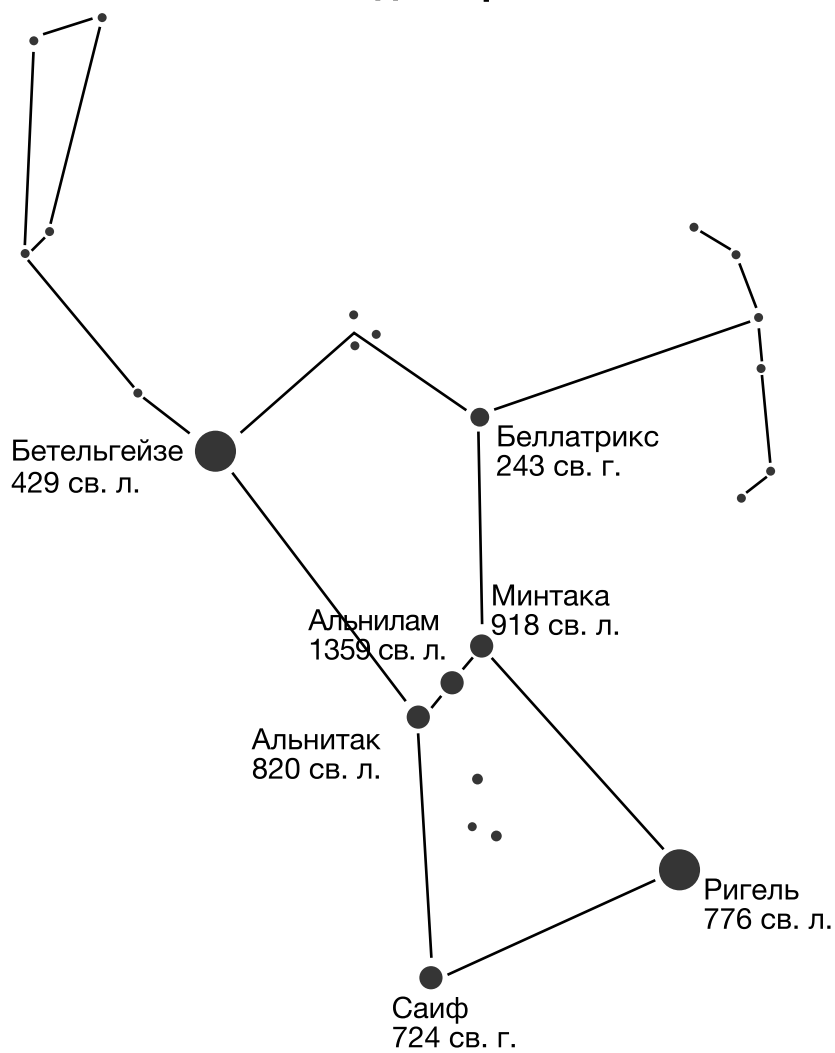 Бетельгейзе
429 св. л.
Беллатрикс
243 св. г.
Минтака
918 св. л.
Альнилам
1359 св. л.
Альнитак
820 св. л.
Ригель
776 св. л.
Саиф
724 св. г.